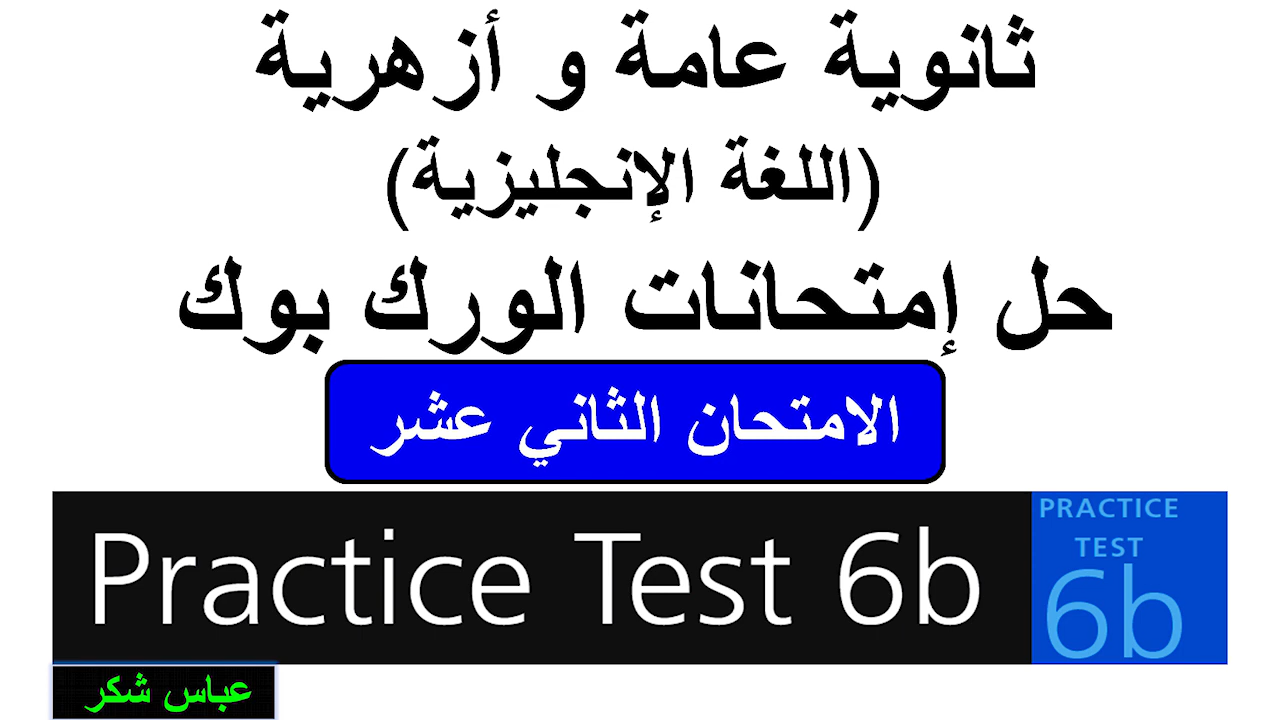 ثانوية عامة و أزهرية
(اللغة الإنجليزية)
حل إمتحانات الورك بوك
الامتحان الثاني عشر
Practice Test 6b
PRACTICE
TEST
6b
عباس شكر